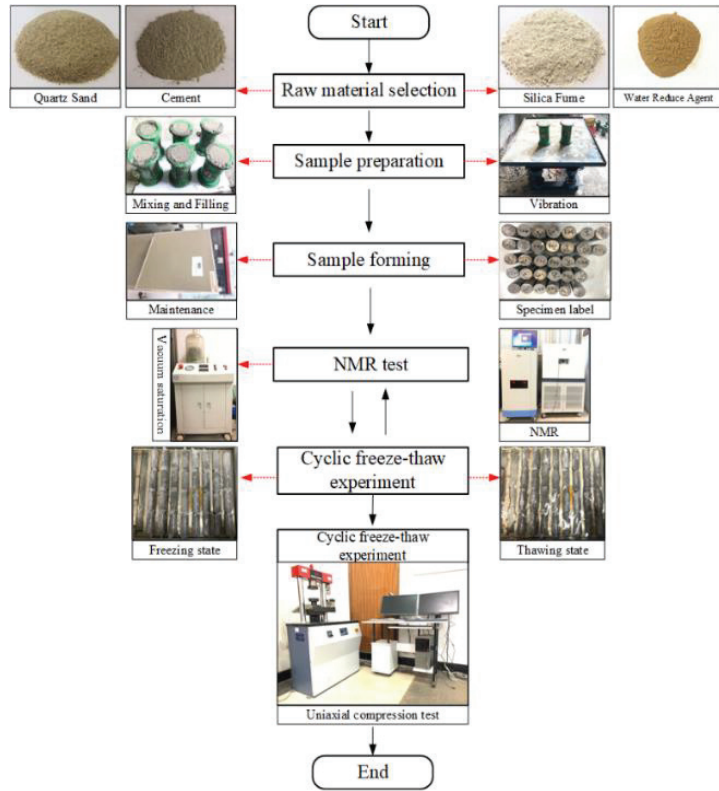 Start
Quartz Sand
Cement
Raw material selection
Silica Fume
Water Reduce Agent
Sample preparation
Mixing and Filling
Vibration
Sample forming
Maintenance
Specimen label
Vacuum saturation
NMR test
NMR
Cyclic freeze-thaw
experiment
Freezing state
Thawing state
Cyclic freeze-thaw
experiment
Uniaxial compression test
End